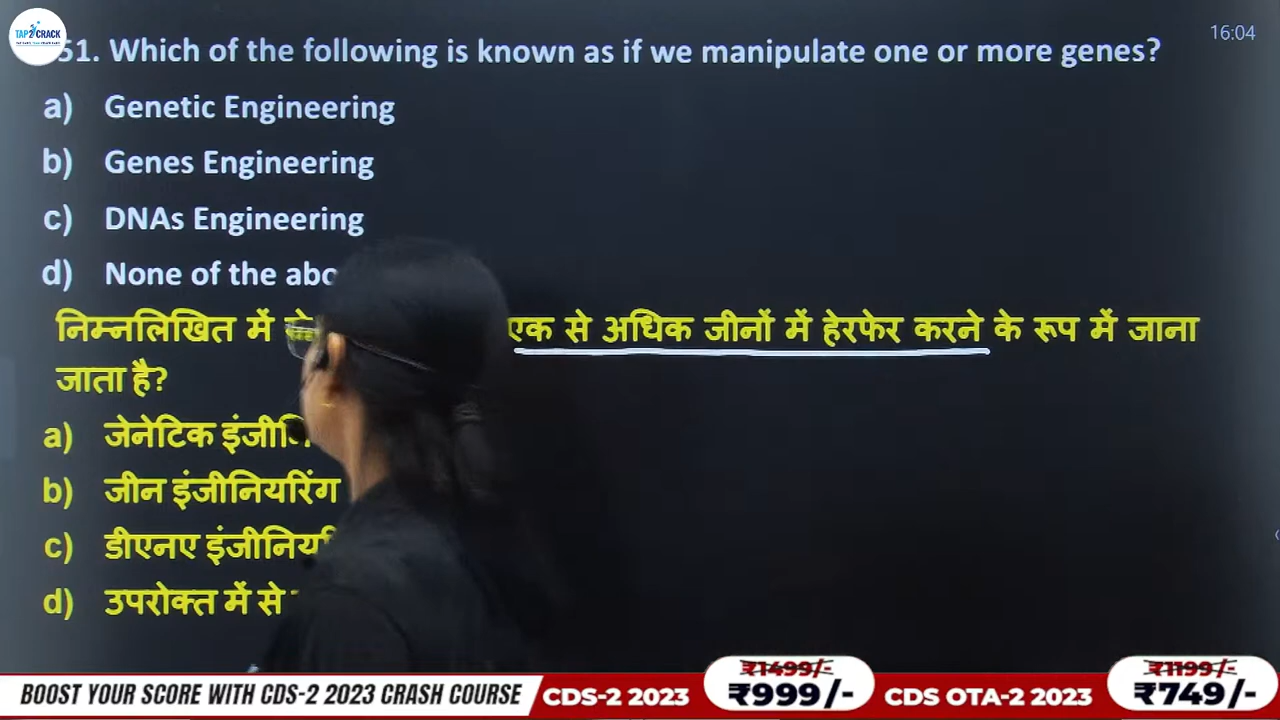 TAP2CRACK
16:04
51. Which of the following is known as if we manipulate one or more genes?
a) Genetic Engineering
b) Genes Engineering
c) DNAs Engineering
d) None of the abo
निम्नलिखित में से एक से अधिक जीनों में हेरफेर करने के रूप में जाना
जाता है?
a) जेनेटिक
b) जीन इंजीनियरिंग
c) डीएनए
d) उपरोक्त में से
BOOST YOUR SCORE WITH CDS-2 2023 CRASH COURSE CDS-2 2023 ₹1499/- ₹999/- CDS OTA-2 2023 ₹1199/- ₹749/-